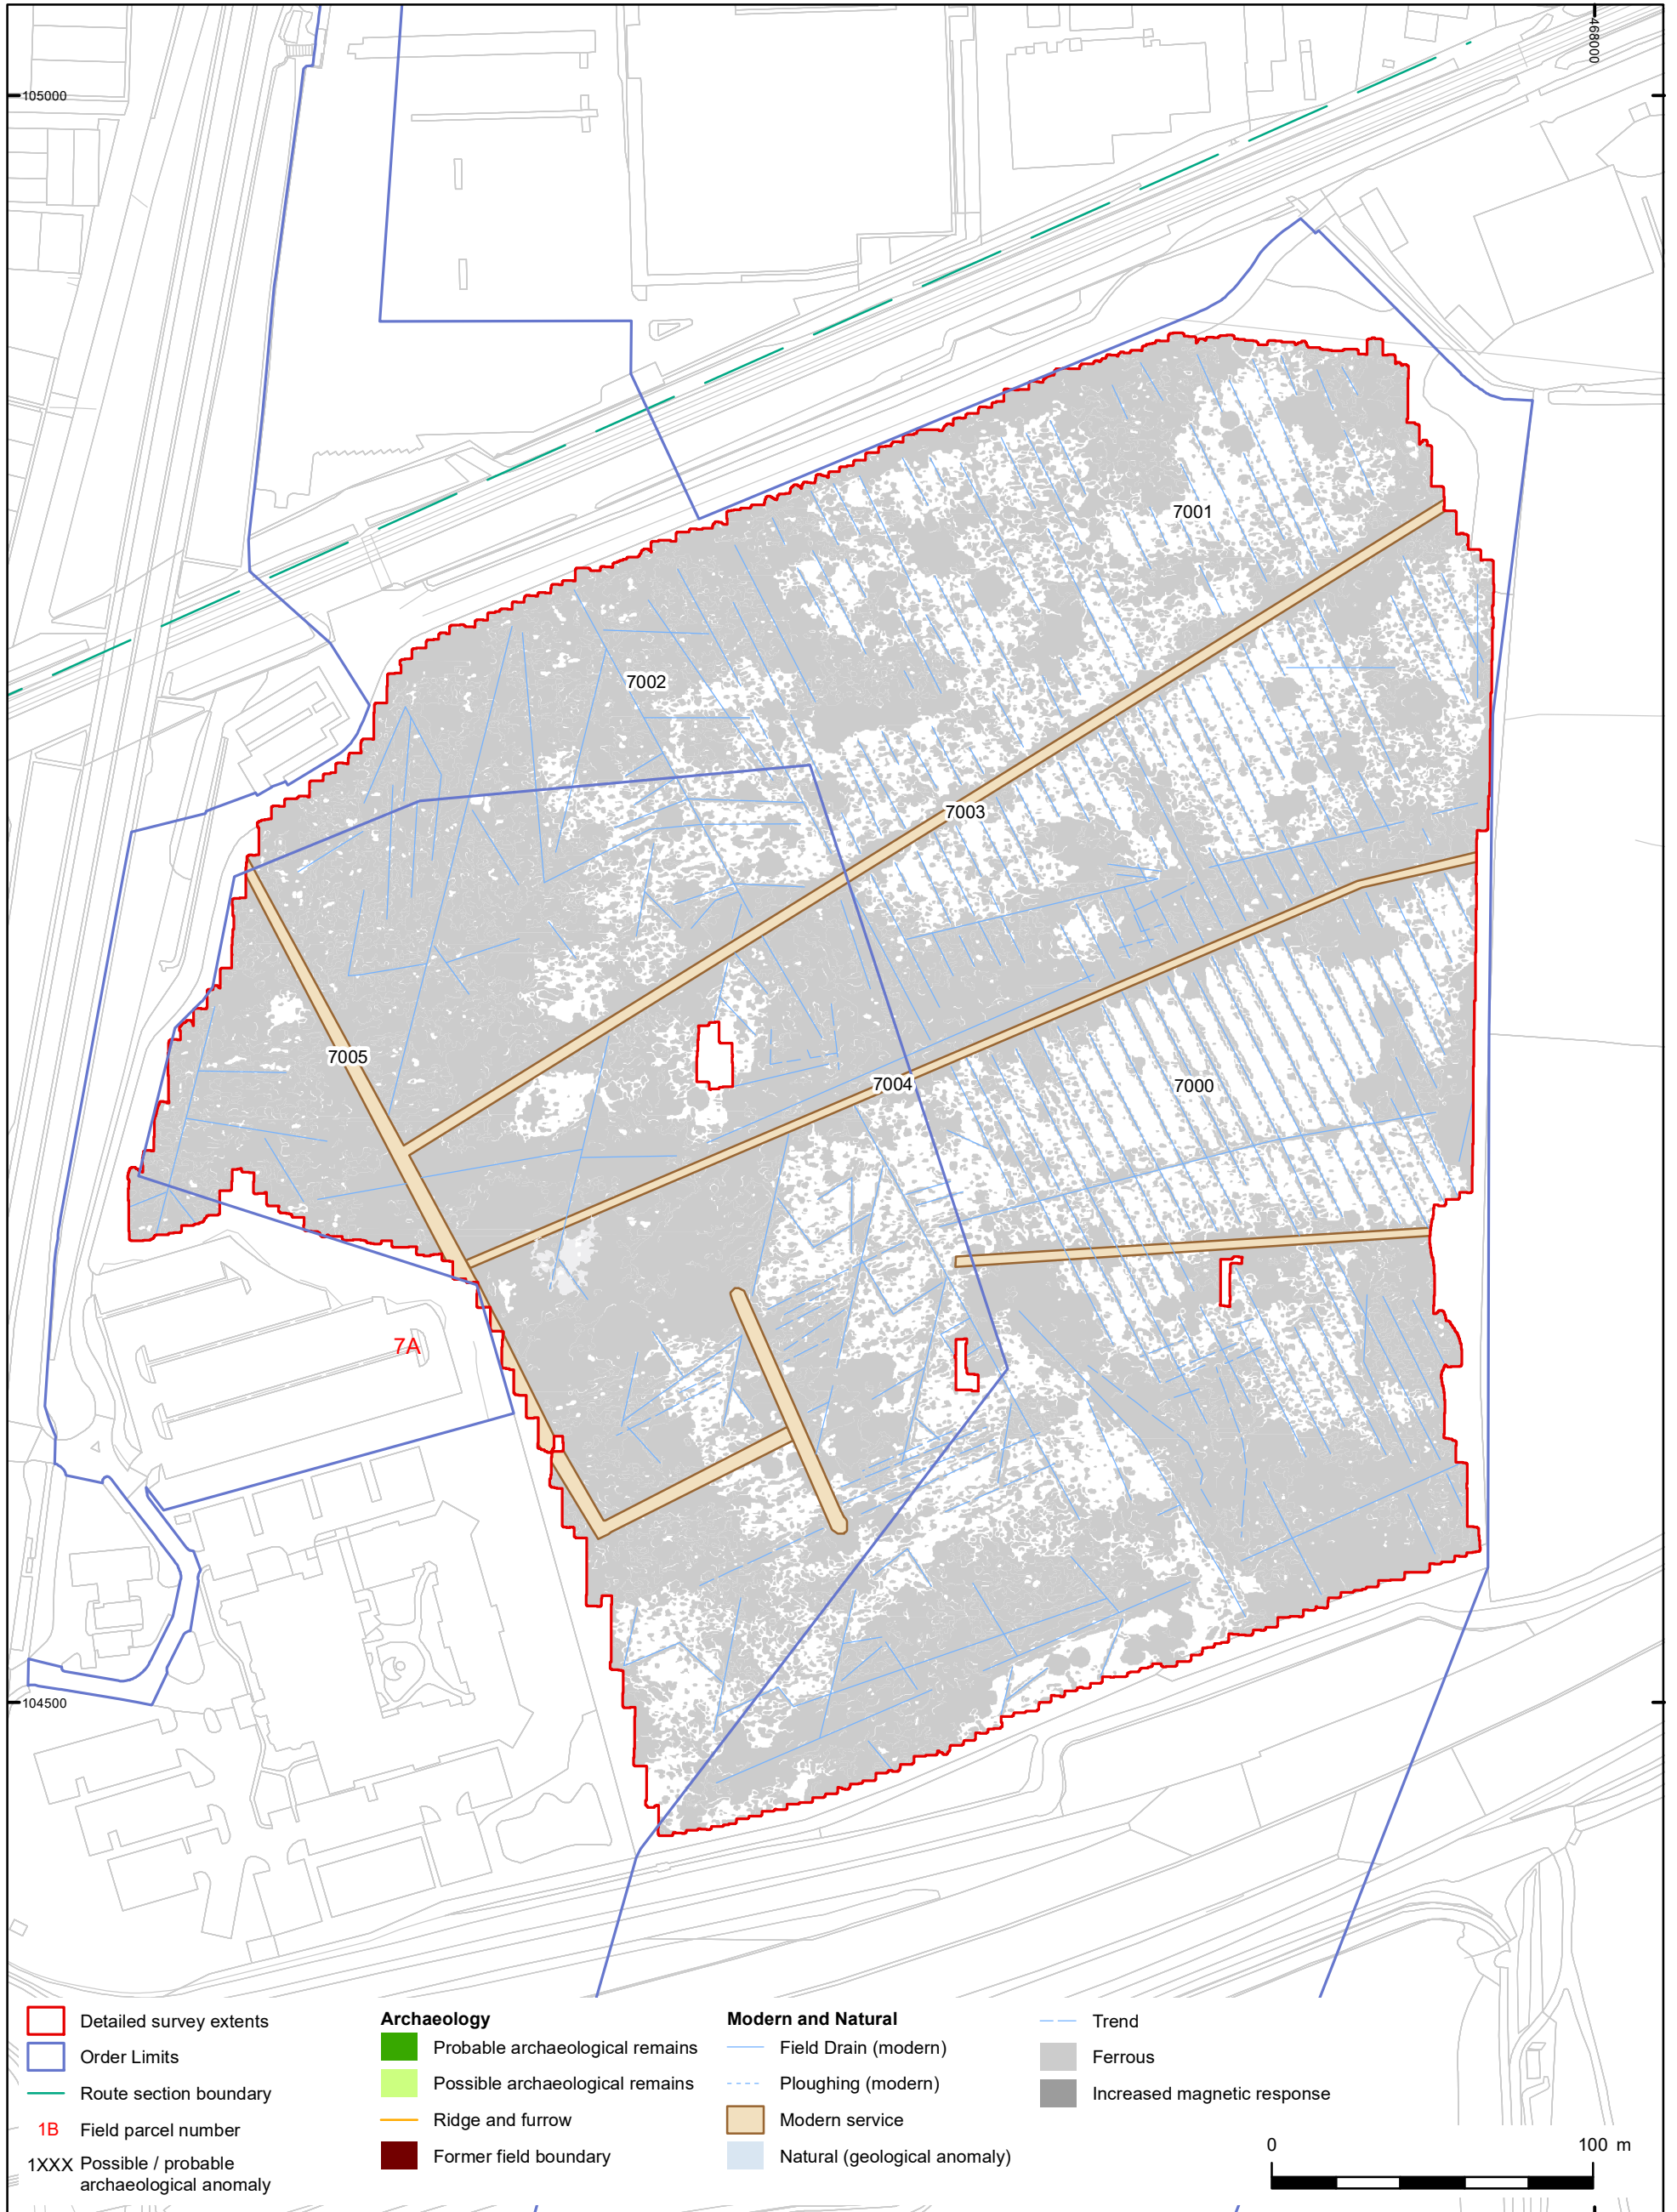 468000
105000
7001
7002
7003
7005
7004
7000
7A
104500
Detailed survey extents
Order Limits
Route section boundary
1B Field parcel number
1XXX Possible / probable
archaeological anomaly
Archaeology
Probable archaeological remains
Possible archaeological remains
Ridge and furrow
Former field boundary
Modern and Natural
Field Drain (modern)
Ploughing (modern)
Modern service
Natural (geological anomaly)
Trend
Ferrous
Increased magnetic response
0 100 m